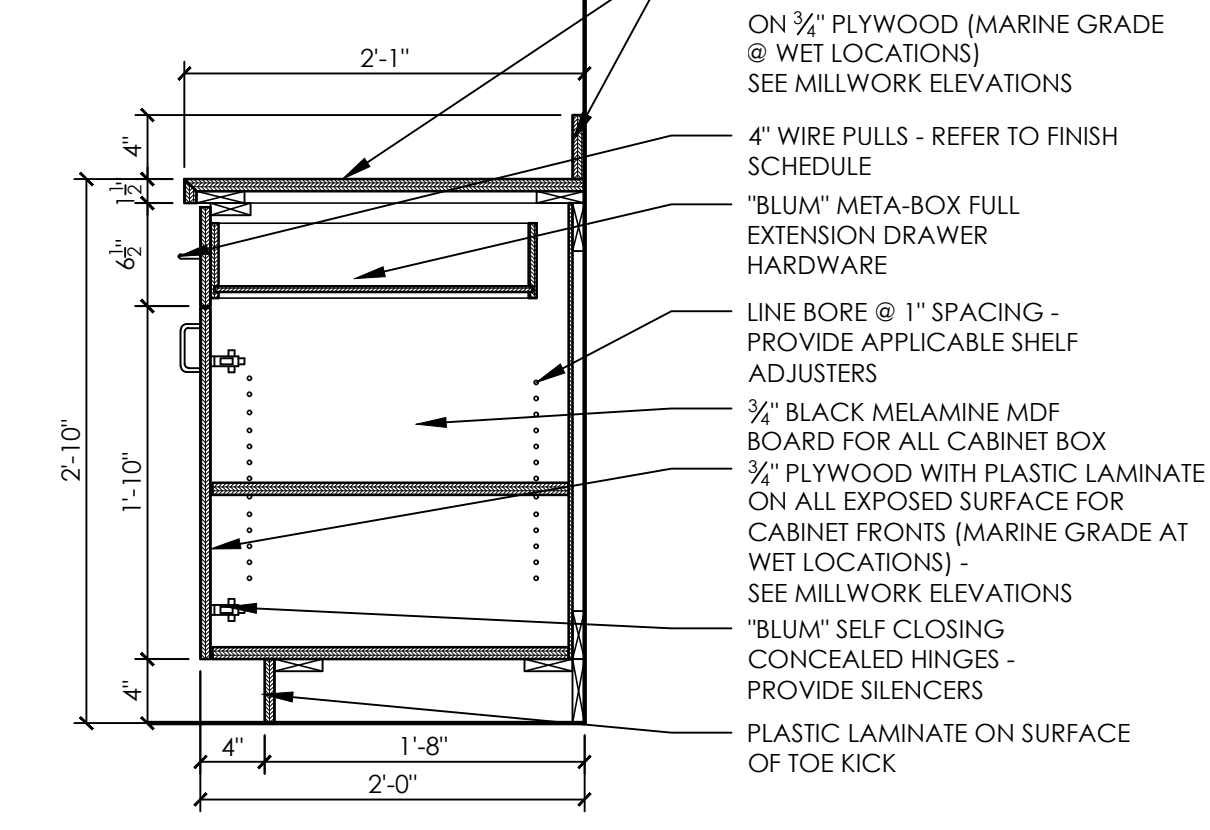 ON ¾" PLYWOOD (MARINE GRADE
@ WET LOCATIONS)
SEE MILLWORK ELEVATIONS
4" WIRE PULLS - REFER TO FINISH
SCHEDULE
"BLUM" META-BOX FULL
EXTENSION DRAWER
HARDWARE
LINE BORE @ 1" SPACING -
PROVIDE APPLICABLE SHELF
ADJUSTERS
¾" BLACK MELAMINE MDF
BOARD FOR ALL CABINET BOX
¾" PLYWOOD WITH PLASTIC LAMINATE
ON ALL EXPOSED SURFACE FOR
CABINET FRONTS (MARINE GRADE AT
WET LOCATIONS) -
SEE MILLWORK ELEVATIONS
"BLUM" SELF CLOSING
CONCEALED HINGES -
PROVIDE SILENCERS
PLASTIC LAMINATE ON SURFACE
OF TOE KICK
2'-1"
4"
1½"
6½"
2'-10"
1'-10"
4"
4"
1'-8"
2'-0"